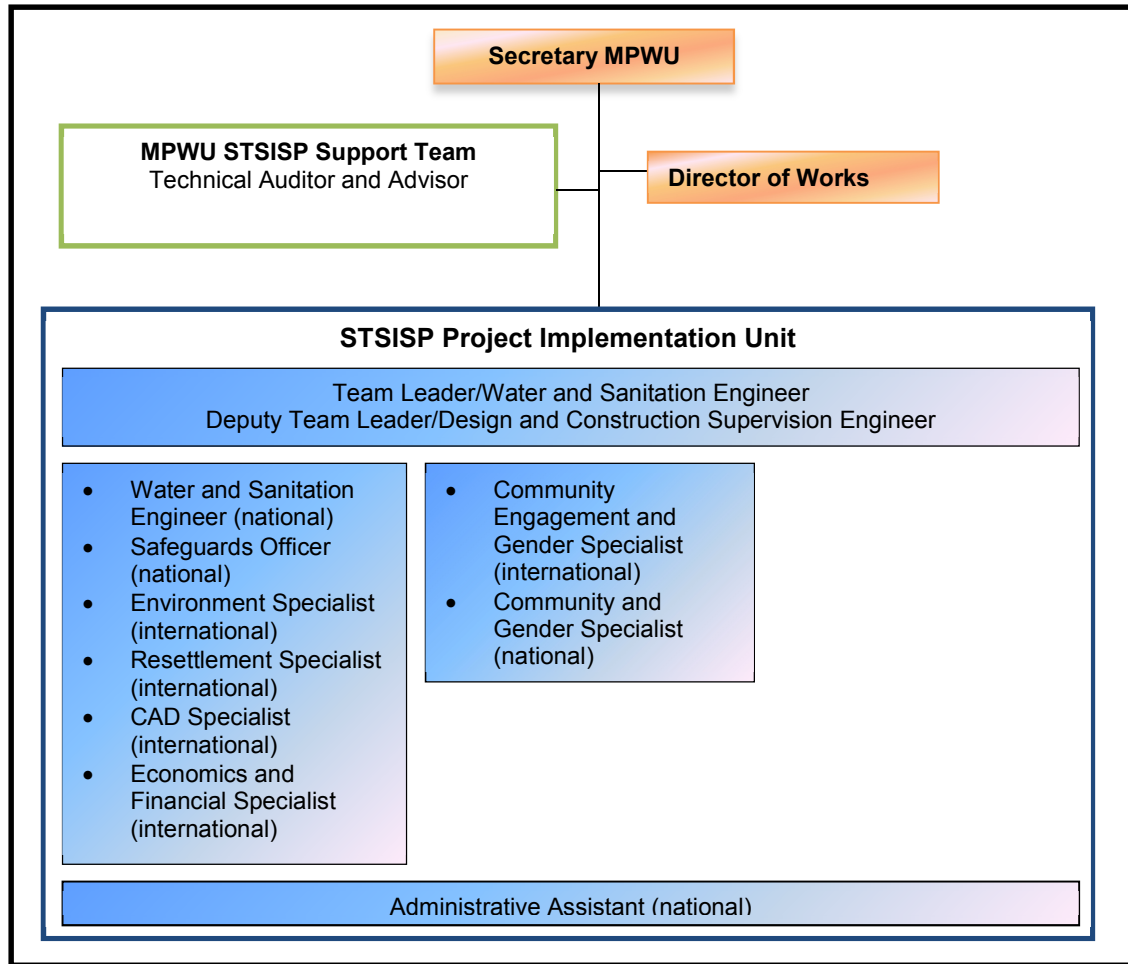 Secretary MPWU
MPWU STSISP Support Team
Technical Auditor and Advisor
Director of Works
STSISP Project Implementation Unit
Team Leader/Water and Sanitation Engineer
Deputy Team Leader/Design and Construction Supervision Engineer
• Water and Sanitation
Engineer (national)
• Safeguards Officer
(national)
• Environment Specialist
(international)
• Resettlement Specialist
(international)
• CAD Specialist
(international)
• Economics and
Financial Specialist
(international)
• Community
Engagement and
Gender Specialist
(international)
• Community and
Gender Specialist
(national)
Administrative Assistant (national)